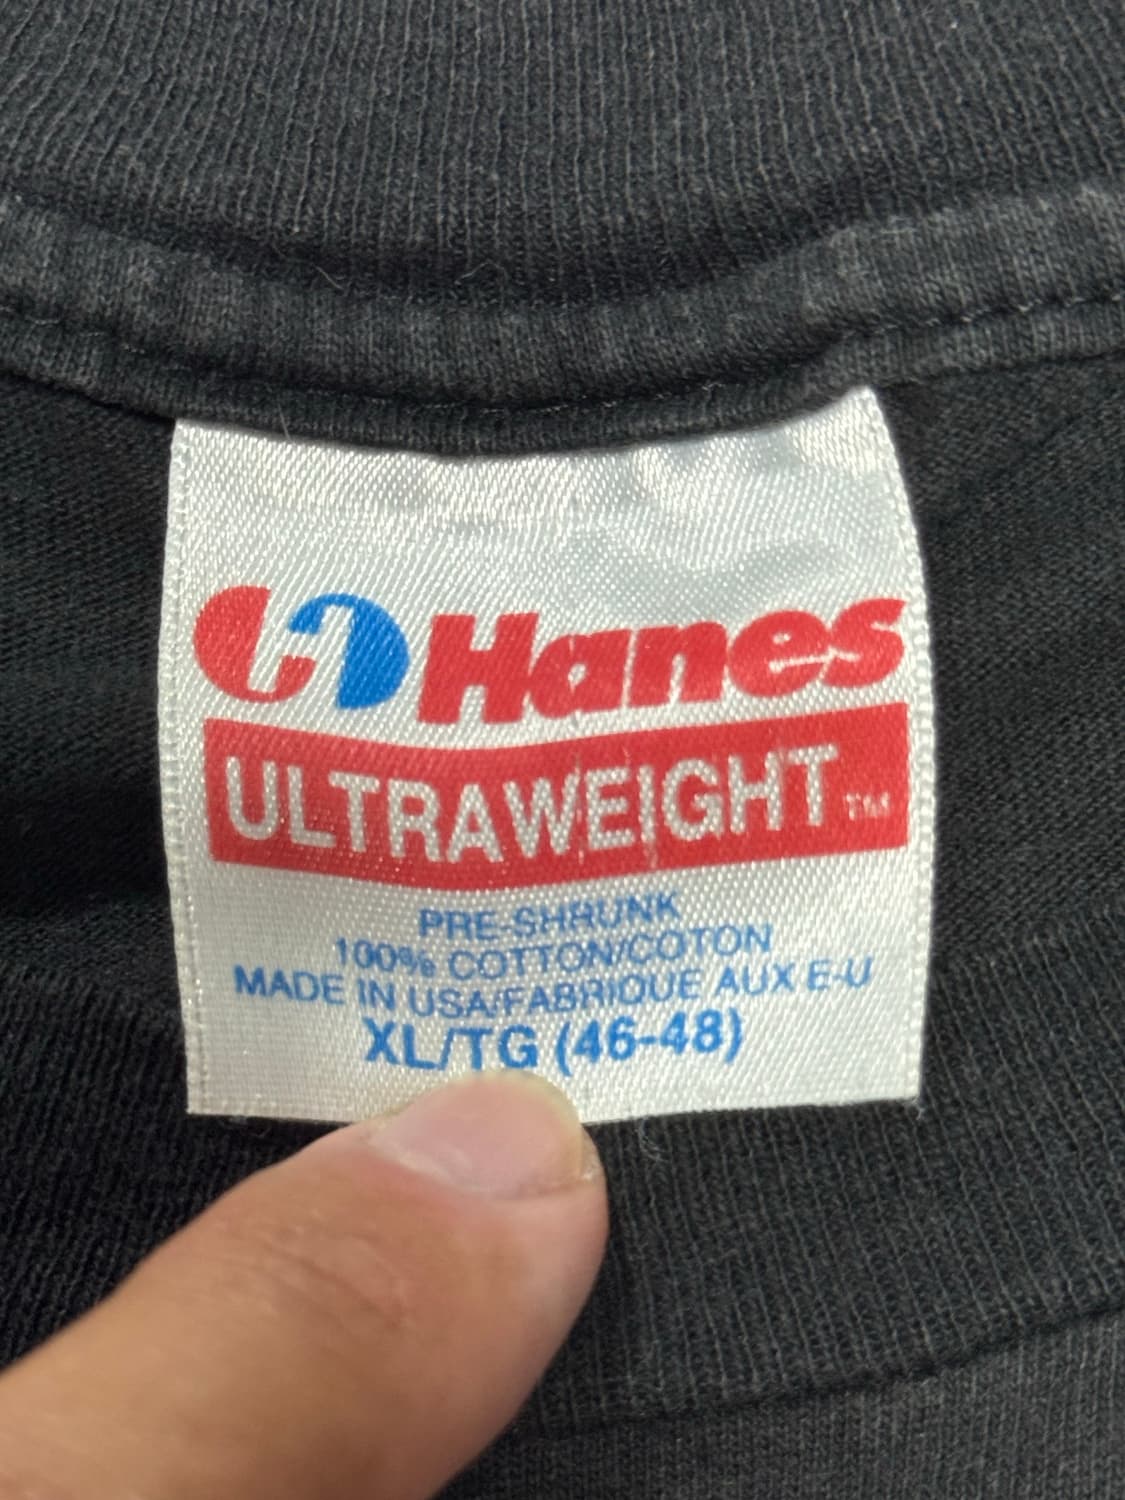 Hanes
ULTRAWEIGHT™
PRE-SHRUNK
100% COTTON/COTON
MADE IN USA/FABRIQUE AUX E-U
XL/TG (46-48)